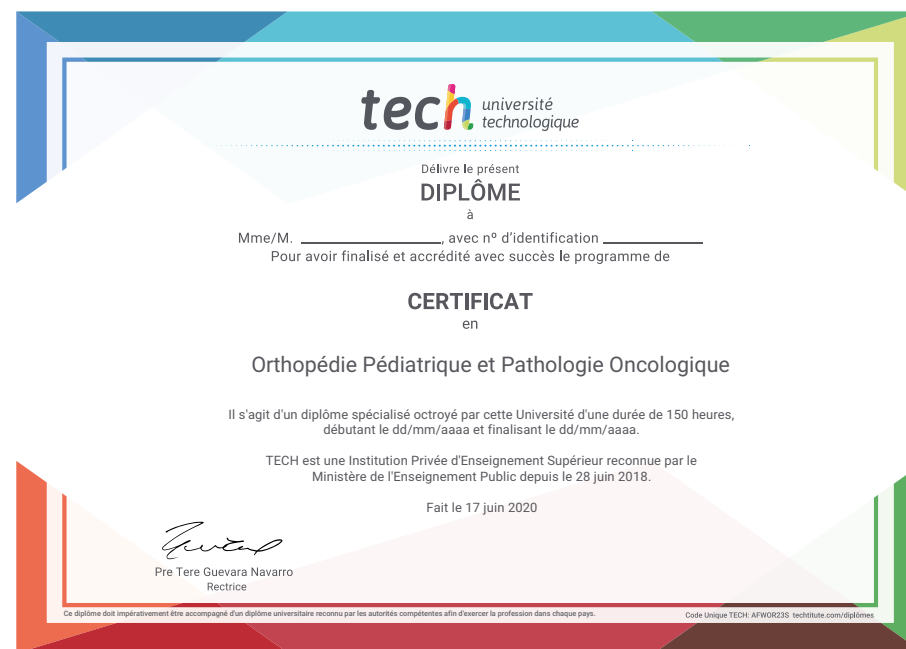 tech université
technologique
Délivre le présent
DIPLÔME
à
Mme/M. ____________________, avec nº d'identification ______________
Pour avoir finalisé et accrédité avec succès le programme de
CERTIFICAT
en
Orthopédie Pédiatrique et Pathologie Oncologique
Il s'agit d'un diplôme spécialisé octroyé par cette Université d'une durée de 150 heures,
débutant le dd/mm/aaaa et finalisant le dd/mm/aaaa.
TECH est une Institution Privée d'Enseignement Supérieur reconnue par le
Ministère de l'Enseignement Public depuis le 28 juin 2018.
Fait le 17 juin 2020
Pre Tere Guevara Navarro
Rectrice
Ce diplôme doit impérativement être accompagné d'un diplôme universitaire reconnu par les autorités compétentes afin d'exercer la profession dans chaque pays.
Code Unique TECH: AFWOR23S techtitute.com/diplômes